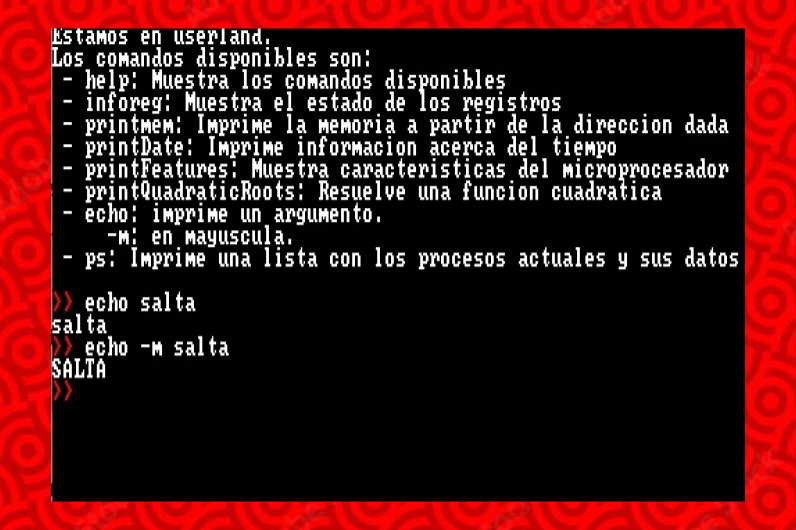 Estamos en userland.
Los comandos disponibles son:
- help: Muestra los comandos disponibles
- inforeg: Muestra el estado de los registros
- printmem: Imprime la memoria a partir de la direccion dada
- printDate: Imprime informacion acerca del tiempo
- printFeatures: Muestra caracteristicas del microprocesador
- printQuadraticRoots: Resuelve una funcion cuadratica
- echo: imprime un argumento.
-m: en mayuscula.
- ps: Imprime una lista con los procesos actuales y sus datos
>> echo salta
salta
>> echo -m salta
SALTA
>>